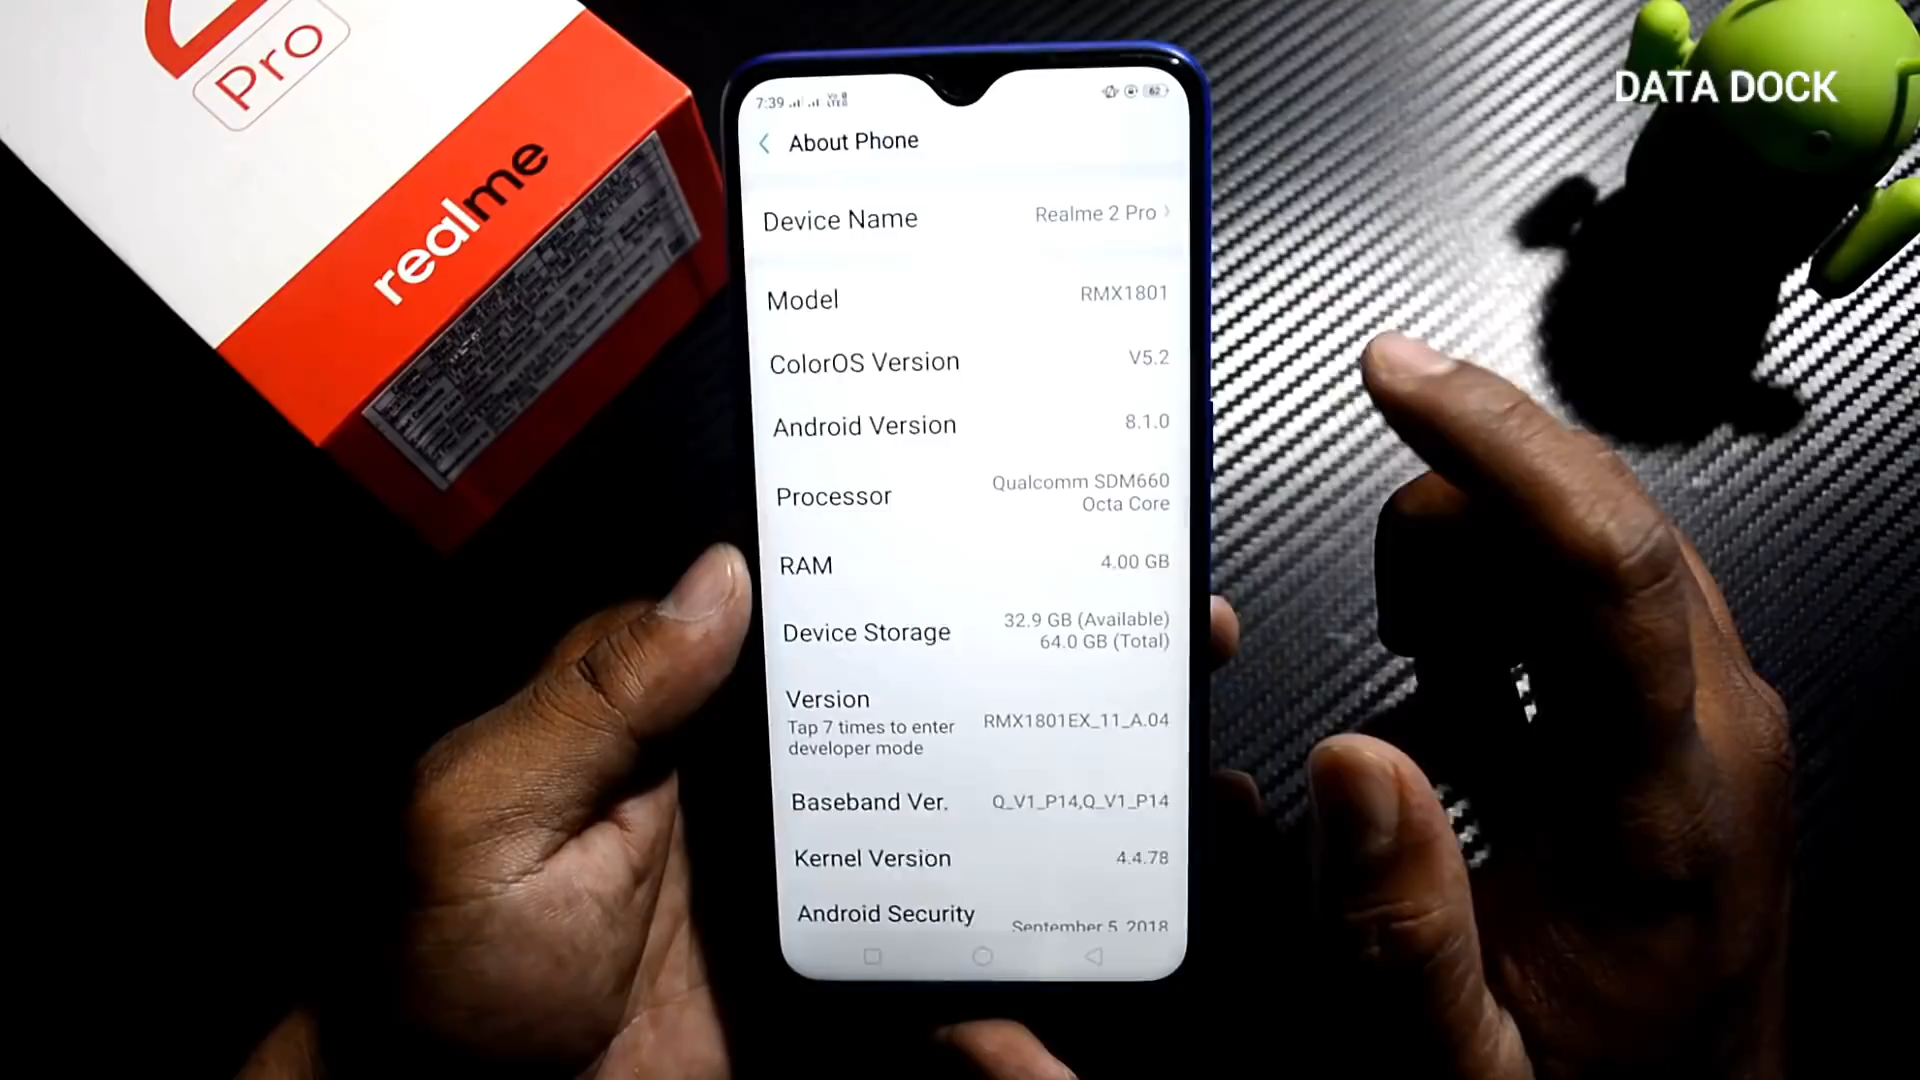 Pro
realme
DATA DOCK
7:39
62
About Phone
Device Name
Realme 2 Pro
Model
RMX1801
ColorOS Version
V5.2
Android Version
8.1.0
Processor
Qualcomm SDM660
Octa Core
RAM
4.00 GB
Device Storage
32.9 GB (Available)
64.0 GB (Total)
Version
Tap 7 times to enter
developer mode
RMX1801EX_11_A.04
Baseband Ver.
Q_V1_P14,Q_V1_P14
Kernel Version
4.4.78
Android Security
September 5, 2018